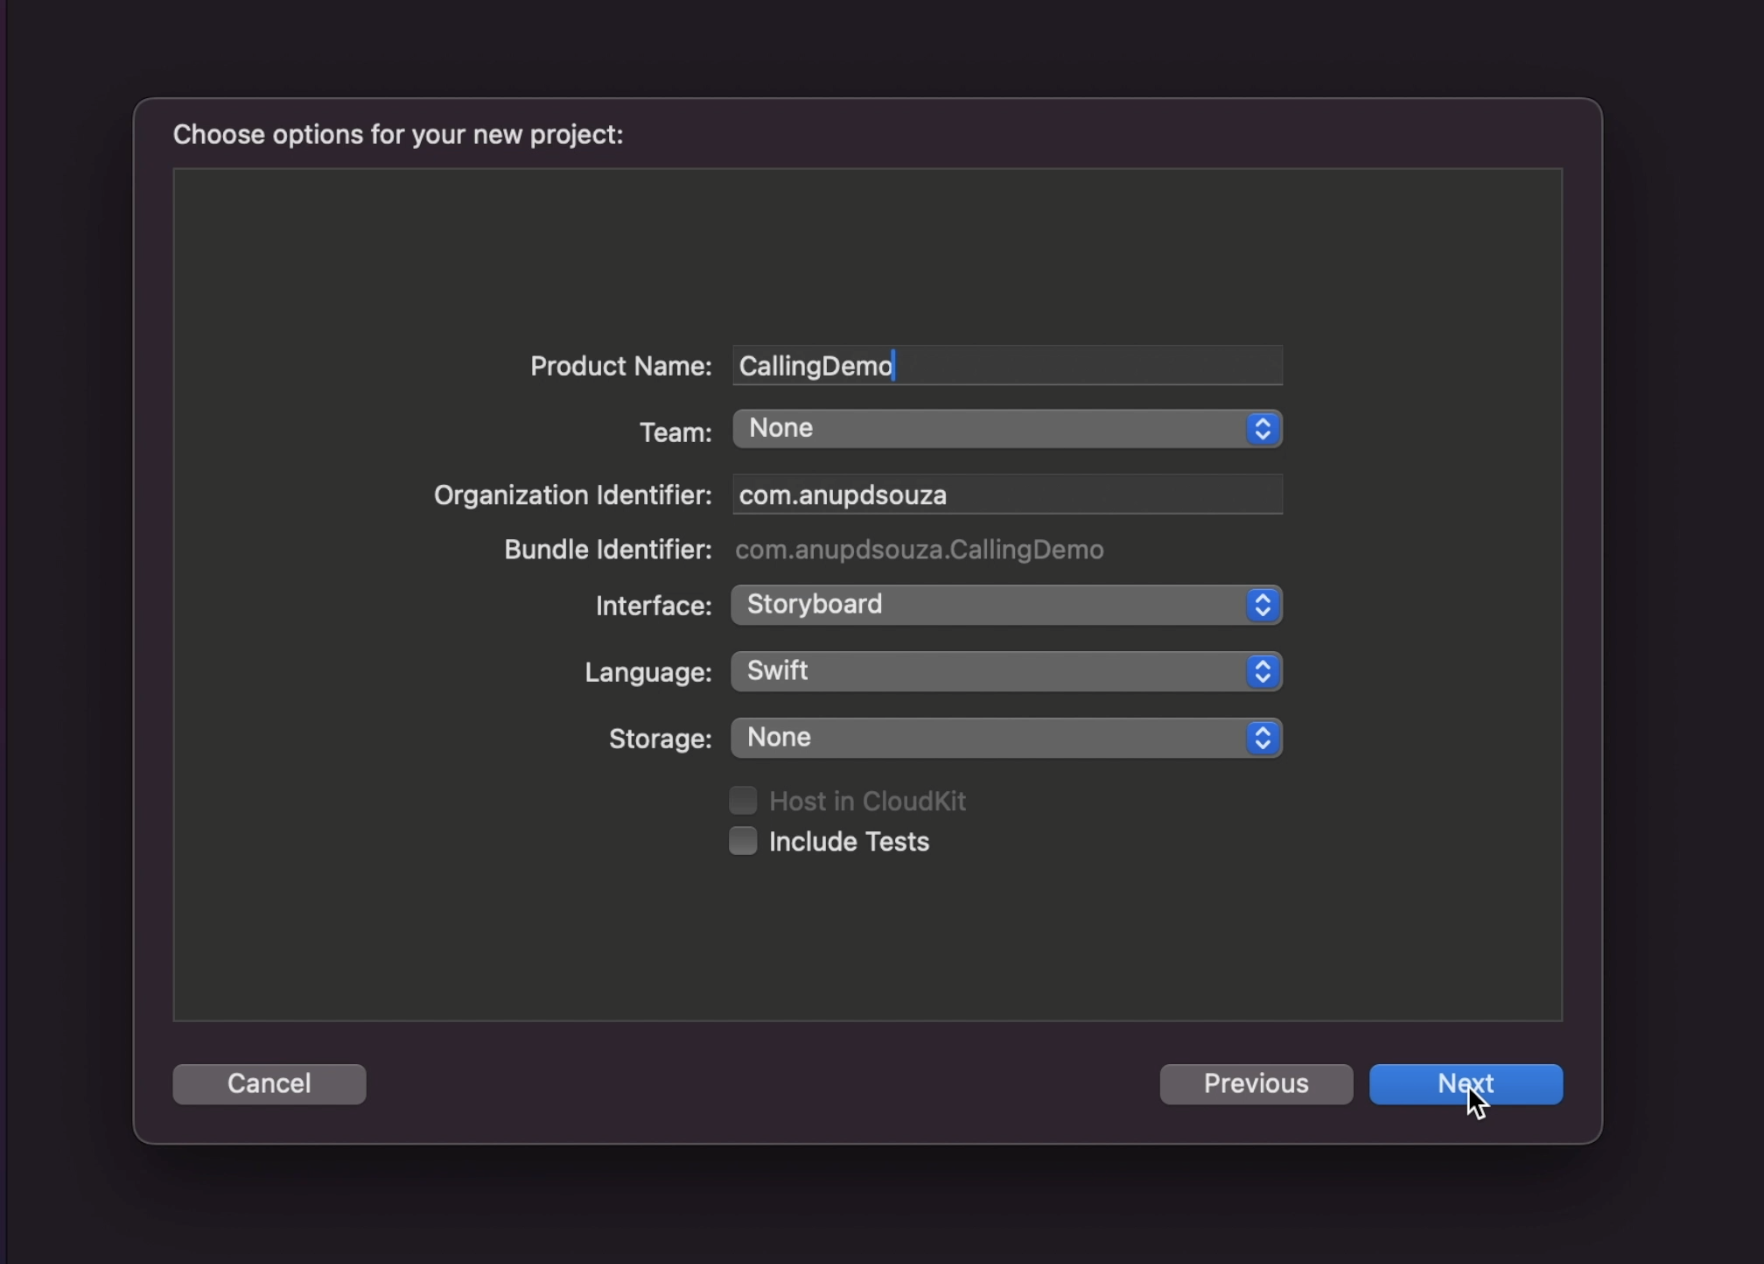 Choose options for your new project:
Product Name: CallingDemo
Team: None
Organization Identifier: com.anupdsouza
Bundle Identifier: com.anupdsouza.CallingDemo
Interface: Storyboard
Language: Swift
Storage: None
Host in CloudKit
Include Tests
Cancel Previous Next